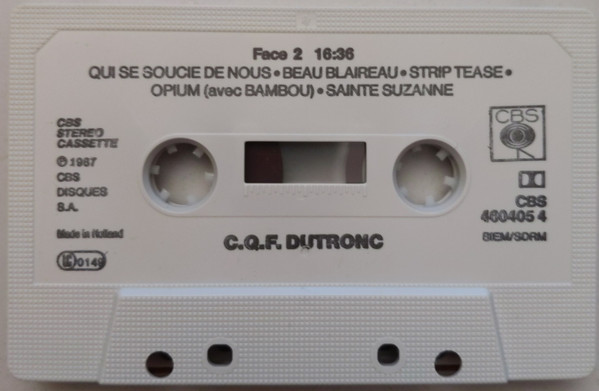 Face 2 16:36
QUI SE SOUCIE DE NOUS • BEAU BLAIREAU • STRIP TEASE •
OPIUM (avec BAMBOU) • SAINTE SUZANNE
CBS
STEREO
CASSETTE
℗ 1987
CBS
DISQUES
S.A.
Made in Holland
LC 0149
CBS
CBS
460405 4
BIEM/SDRM
C.Q.F. DUTRONC